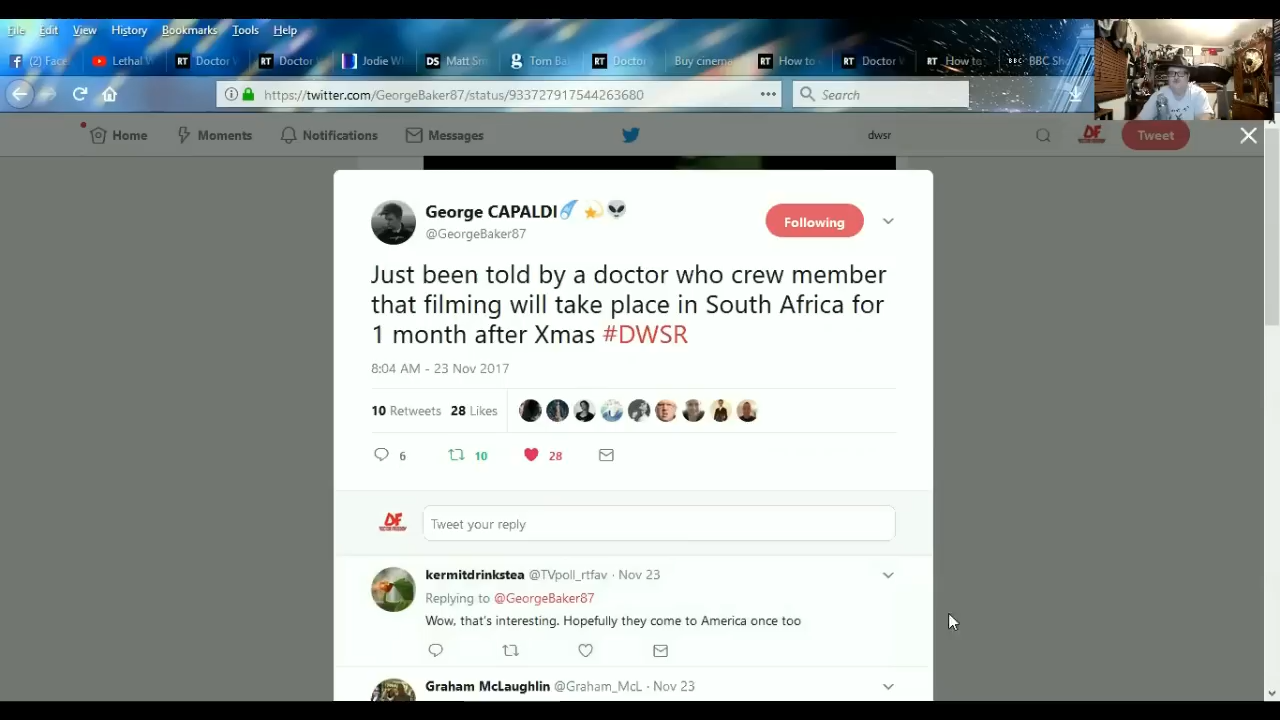 File Edit View History Bookmarks Tools Help
(2) Face Lethal RT Doctor RT Doctor Jodie W DS Matt Sm g Tom Ba RT Doctor Buy cinema RT How to RT Doctor W RT How to BBC BBC Sh
https://twitter.com/GeorgeBaker87/status/933727917544263680 Search
Home Moments Notifications Messages dwsr DF Tweet
George CAPALDI
@GeorgeBaker87
Following
Just been told by a doctor who crew member
that filming will take place in South Africa for
1 month after Xmas #DWSR
8:04 AM - 23 Nov 2017
10 Retweets 28 Likes
6 10 28
DF Tweet your reply
kermitdrinkstea @TVpoll_rtfav · Nov 23
Replying to @GeorgeBaker87
Wow, that's interesting. Hopefully they come to America once too
Graham McLaughlin @Graham_McL · Nov 23